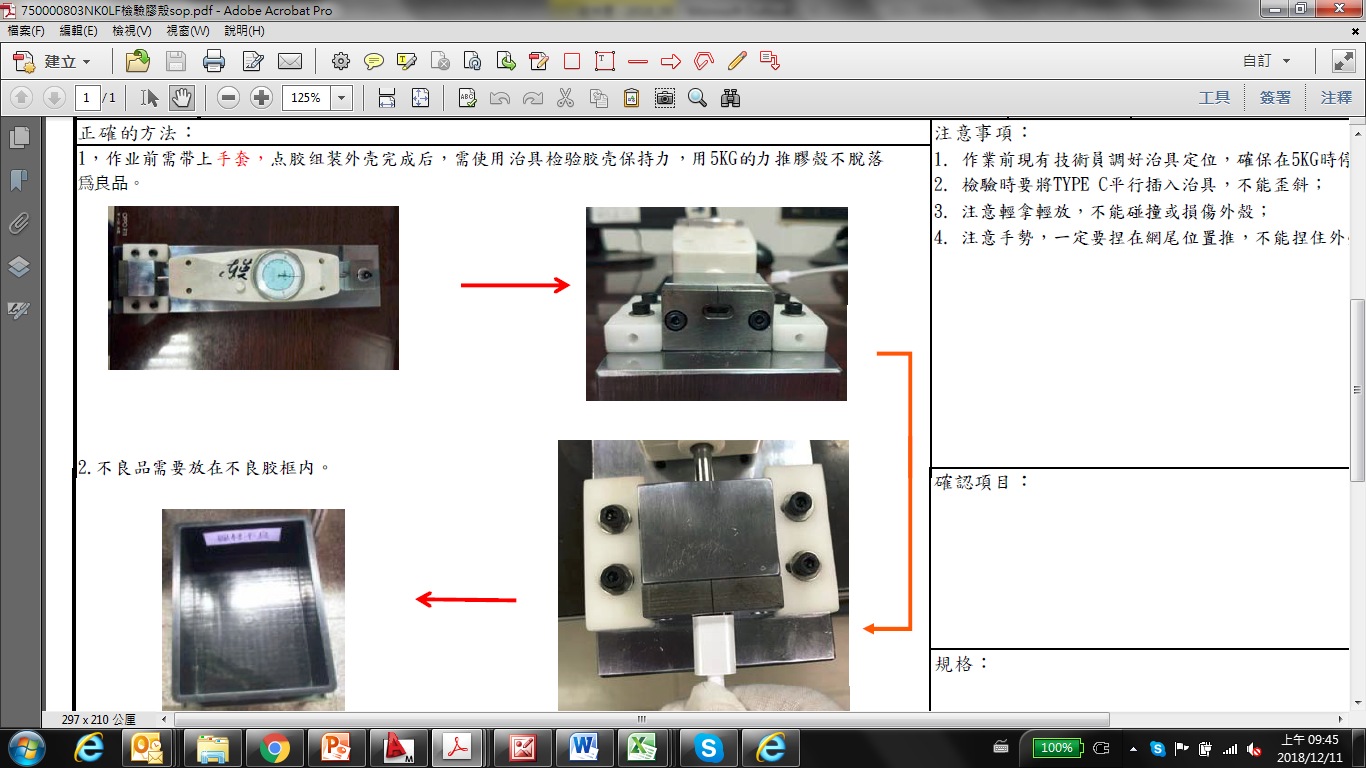 750000803NK0LF檢驗膠殼sop.pdf - Adobe Acrobat Pro
檔案(F) 編輯(E) 檢視(V) 視窗(W) 說明(H)
建立 自訂
1 / 1 125% 工具 簽署 注釋
正確的方法：
1，作业前需带上手套，点胶组装外壳完成后，需使用治具检验胶壳保持力，用5KG的力推膠殼不脫落
爲良品。
2.不良品需要放在不良胶框内。
注意事項：
1. 作業前現有技術員調好治具定位，確保在5KG時停
2. 檢驗時要將TYPE C平行插入治具，不能歪斜；
3. 注意輕拿輕放，不能碰撞或損傷外殼；
4. 注意手勢，一定要捏在網尾位置推，不能捏住外
確認項目：
規格：
297 x 210 公厘
100%
上午 09:45
2018/12/11